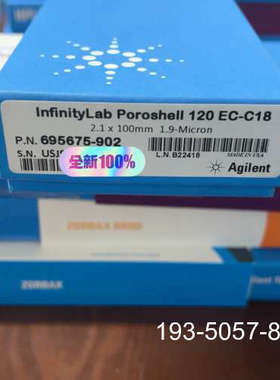 InfinityLab Poroshell 120 EC-C18
2.1 x 100mm 1.9-Micron
P.N. 695675-902
S.N. USJ
L.N. B22418
MADE IN USA
全新100%
Agilent
ZORBAX
193-5057-8